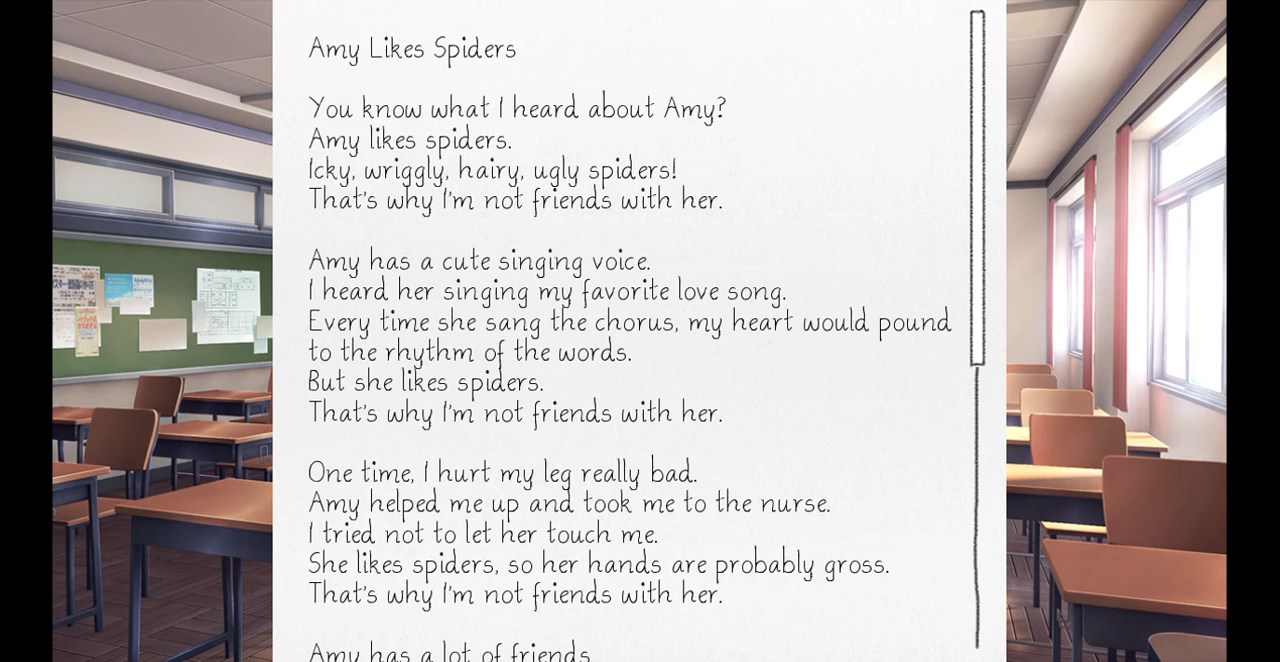 Amy Likes Spiders
You know what I heard about Amy?
Amy likes spiders.
Icky, wriggly, hairy, ugly spiders!
That's why I'm not friends with her.
Amy has a cute singing voice.
I heard her singing my favorite love song.
Every time she sang the chorus, my heart would pound
to the rhythm of the words.
But she likes spiders.
That's why I'm not friends with her.
One time, I hurt my leg really bad.
Amy helped me up and took me to the nurse.
I tried not to let her touch me.
She likes spiders, so her hands are probably gross.
That's why I'm not friends with her.
Amy has a lot of friends